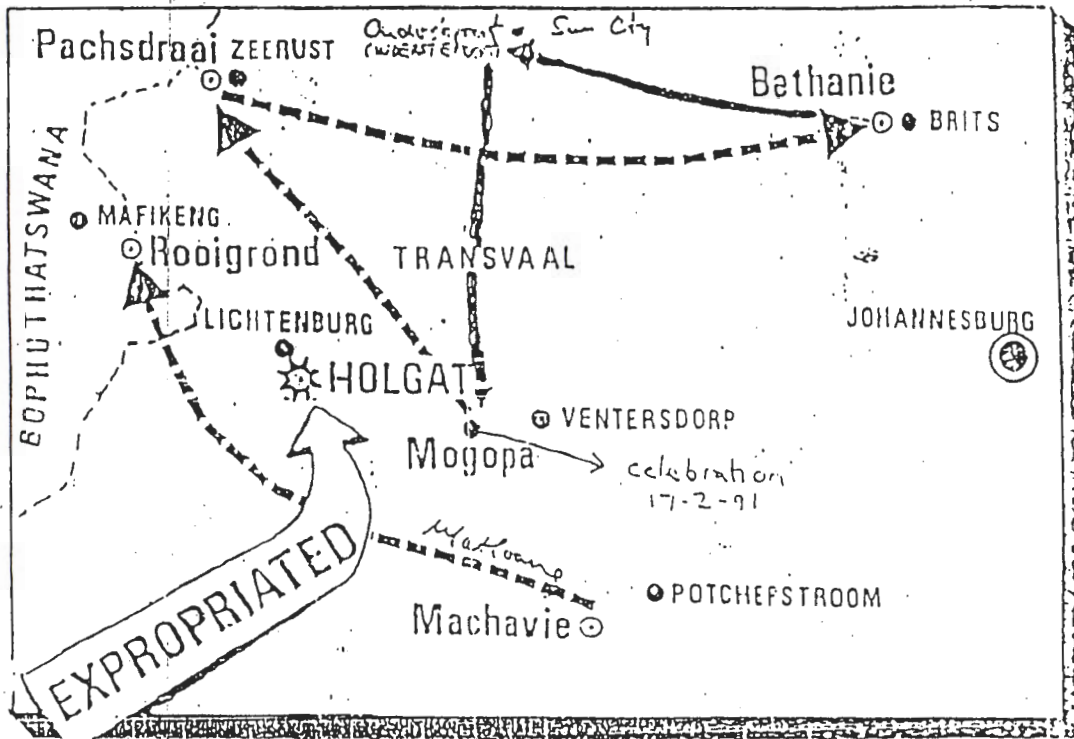 Onderstepoort • Sun City
Pachsdraai ZEERUST
Bethanie
BRITS
BOPHUTHATSWANA
MAFIKENG
Rooigrond
TRANSVAAL
LICHTENBURG
JOHANNESBURG
HOLGAT
VENTERSDORP
Mogopa
celebration
17-2-91
EXPROPRIATED
POTCHEFSTROOM
Machavie